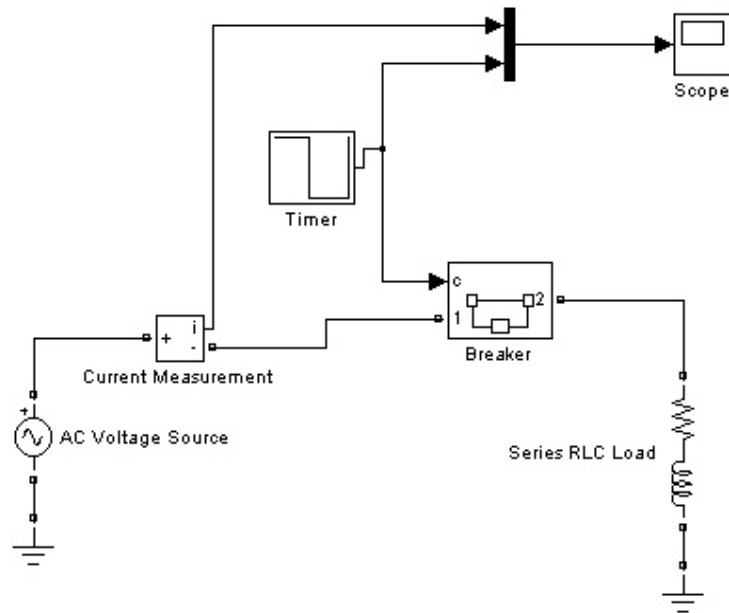 Scope
Timer
c
1
2
Breaker
i
+
-
Current Measurement
+
AC Voltage Source
Series RLC Load